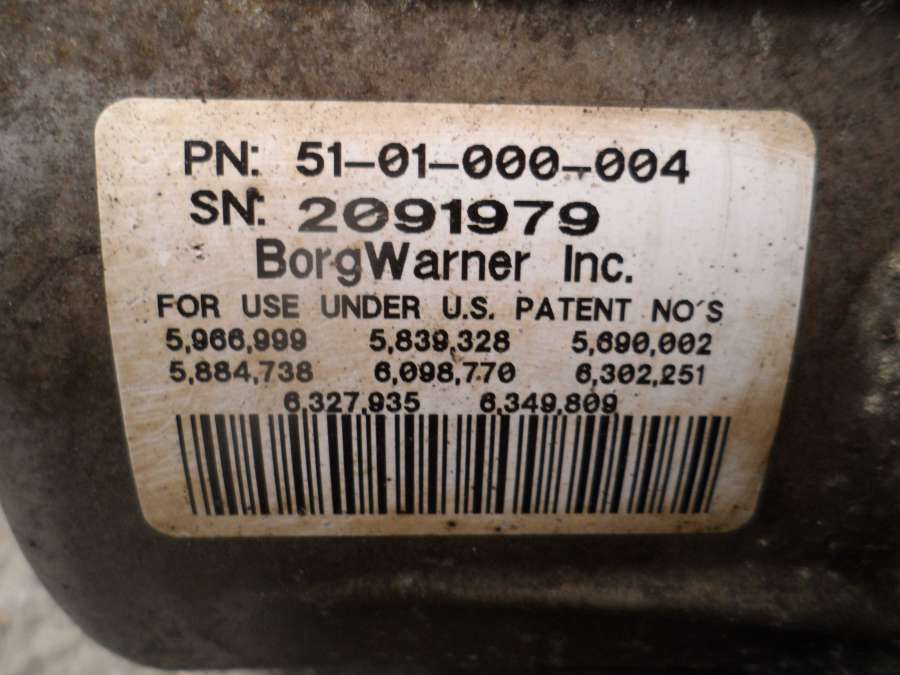 PN: 51-01-000-004
SN: 2091979
BorgWarner Inc.
FOR USE UNDER U.S. PATENT NO'S
5,966,999 5,839,328 5,690,002
5,884,738 6,098,770 6,302,251
6,327,935 6,349,809